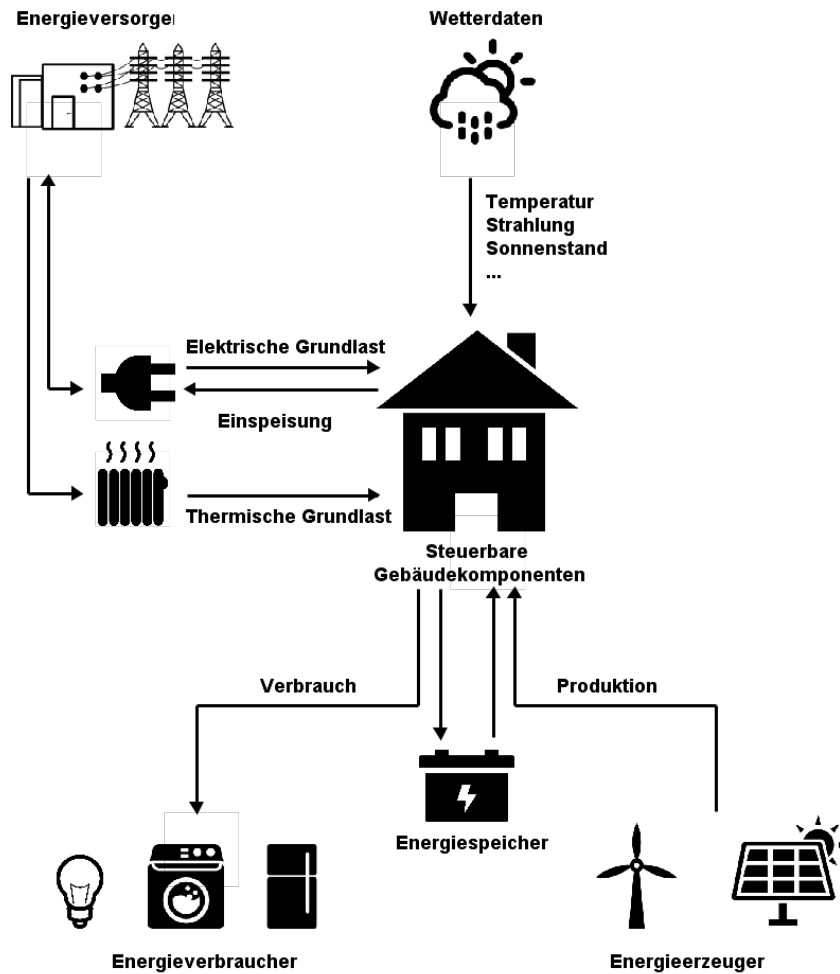 Energieversorger
Wetterdaten
Temperatur
Strahlung
Sonnenstand
...
Elektrische Grundlast
Einspeisung
Thermische Grundlast
Steuerbare
Gebäudekomponenten
Verbrauch
Produktion
Energiespeicher
Energieverbraucher
Energieerzeuger